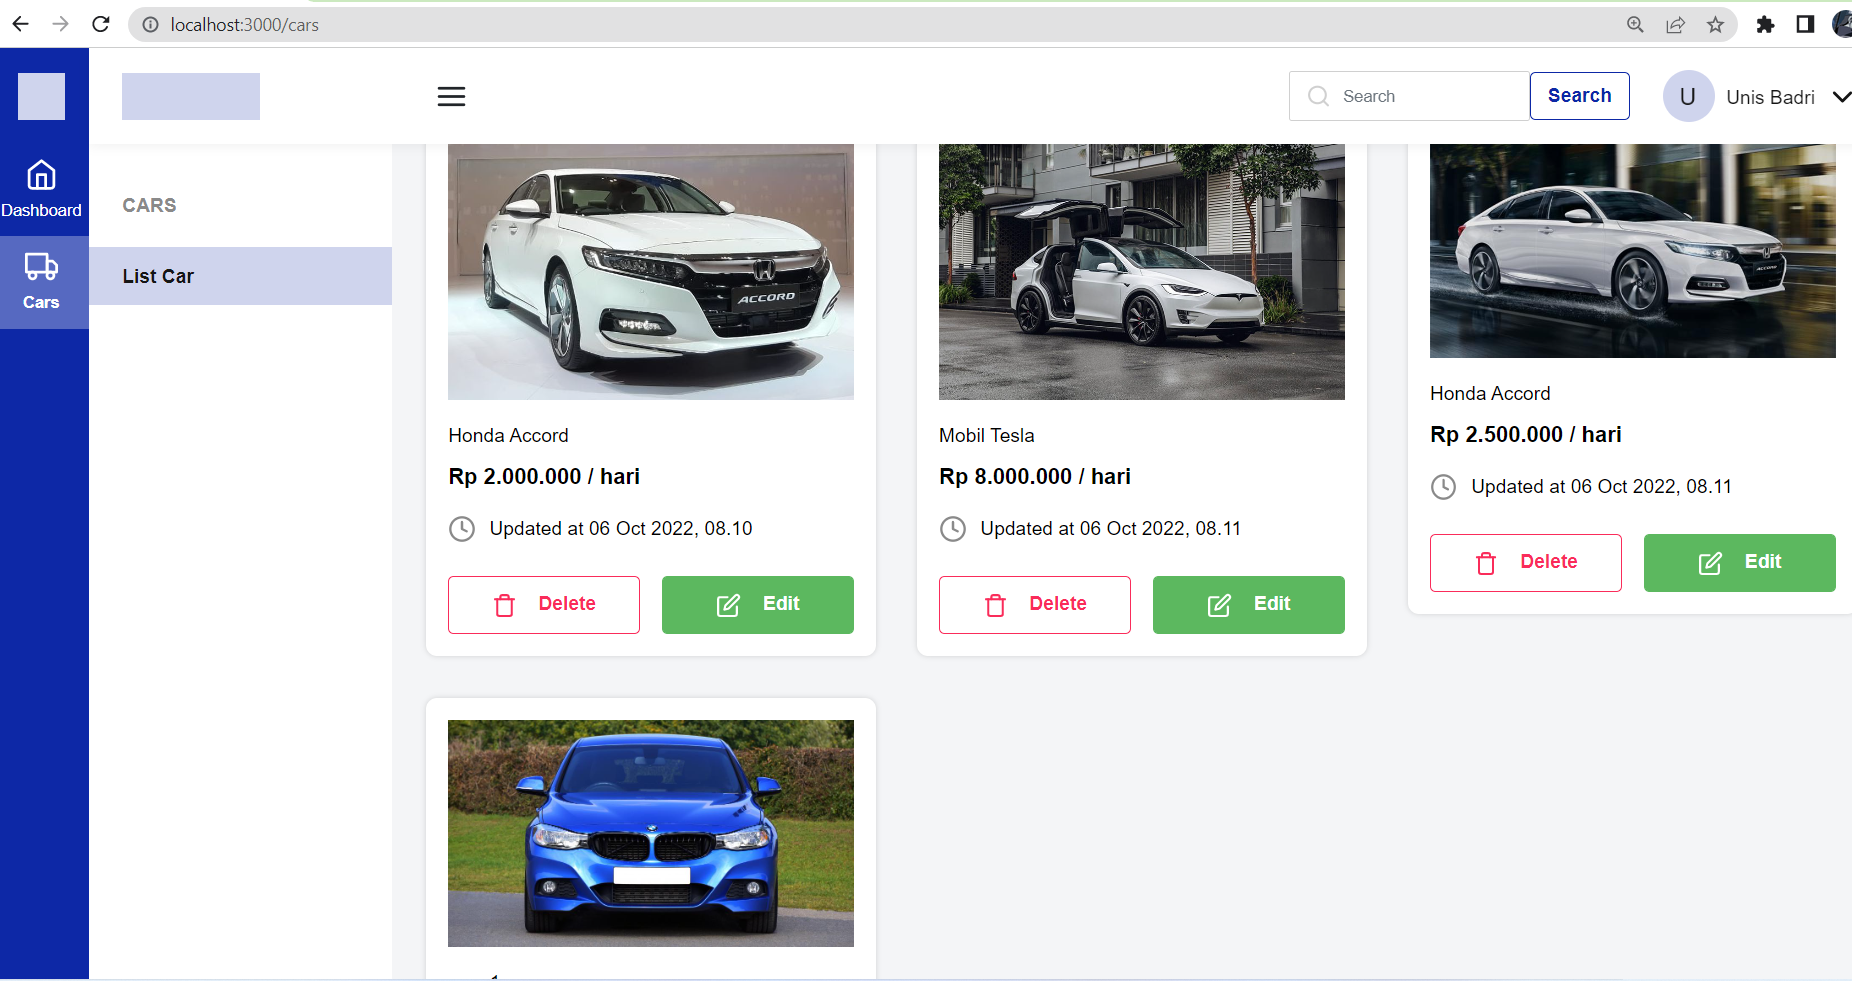 localhost:3000/cars
Search
Search
U
Unis Badri
Dashboard
Cars
CARS
List Car
ACCORD
ACCORD
Honda Accord
Rp 2.000.000 / hari
Updated at 06 Oct 2022, 08.10
Delete
Edit
Mobil Tesla
Rp 8.000.000 / hari
Updated at 06 Oct 2022, 08.11
Delete
Edit
Honda Accord
Rp 2.500.000 / hari
Updated at 06 Oct 2022, 08.11
Delete
Edit